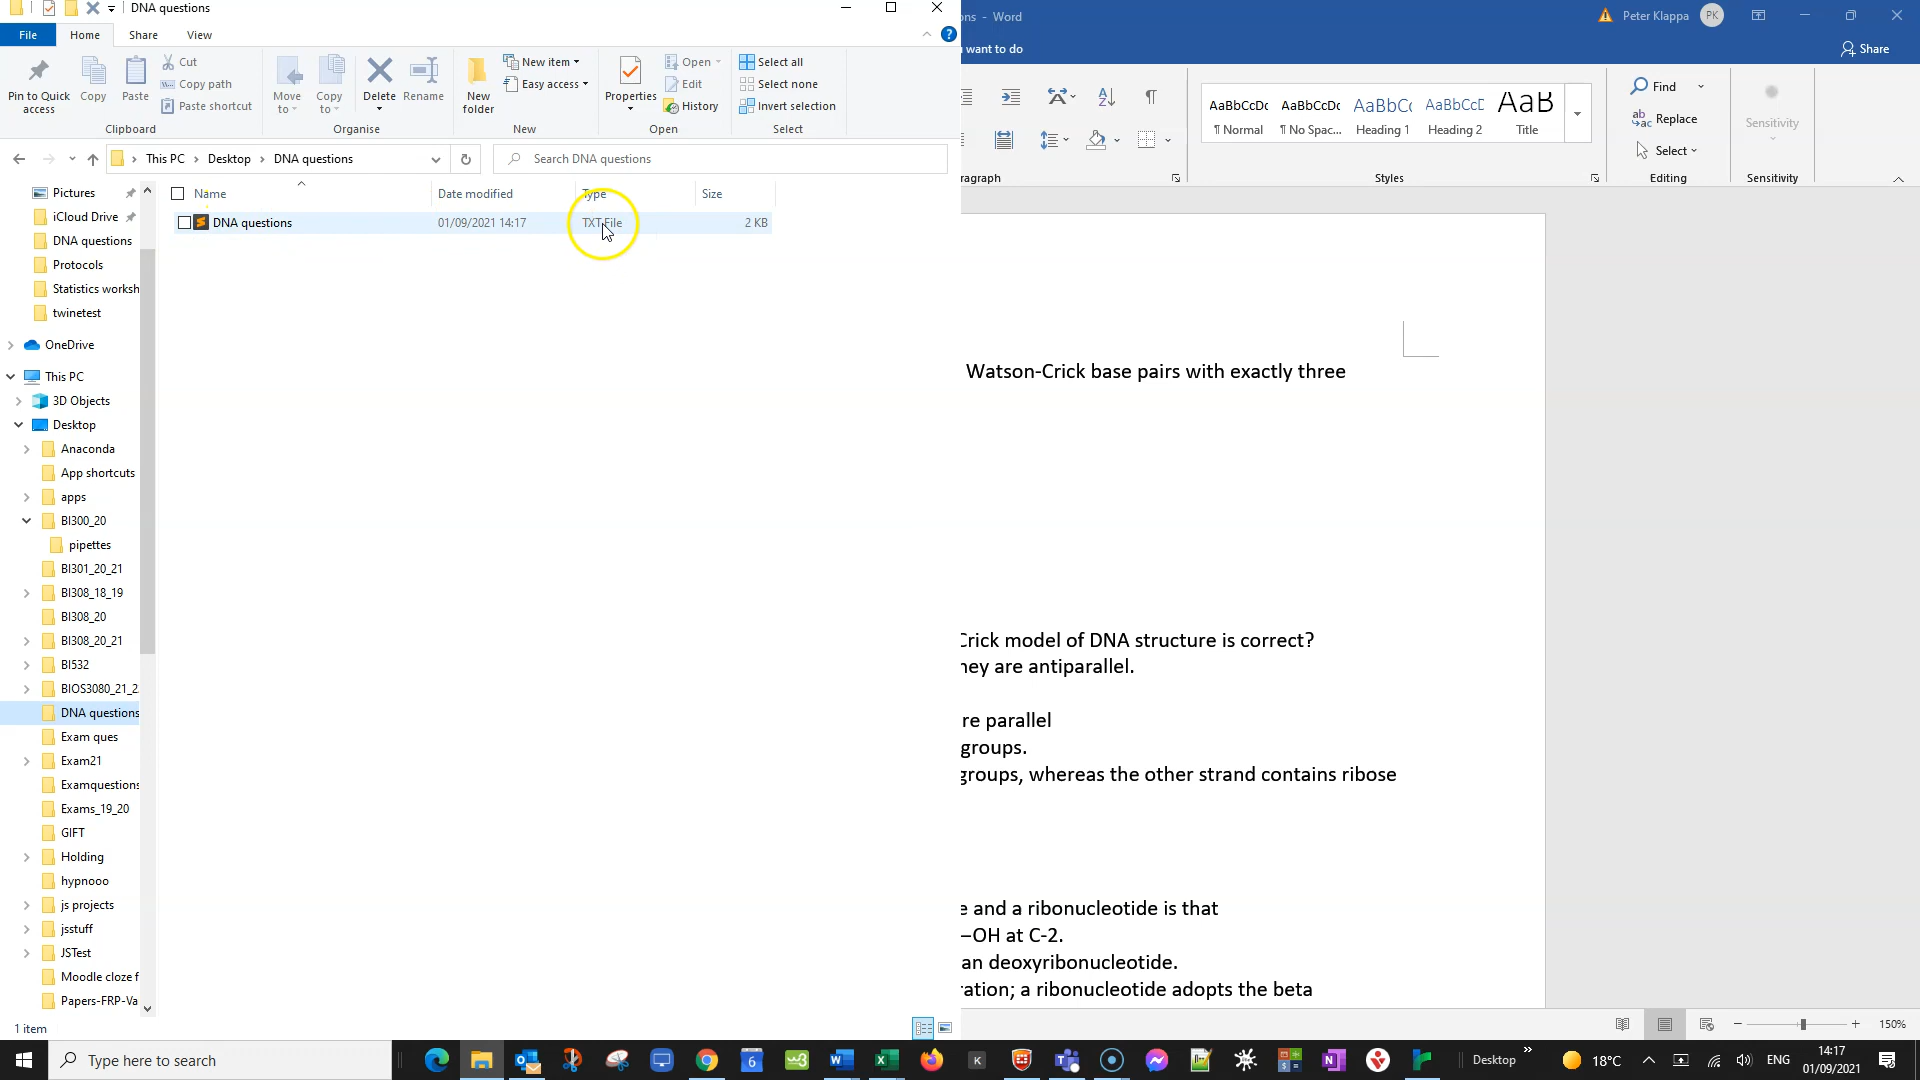 DNA questions
File Home Share View
Pin to Quick access
Copy
Paste
Cut
Copy path
Paste shortcut
Clipboard
Move to
Copy to
Delete
Rename
Organise
New folder
New item
Easy access
New
Properties
Open
Edit
History
Open
Select all
Select none
Invert selection
Select
This PC > Desktop > DNA questions
Search DNA questions
Name Date modified Type Size
DNA questions 01/09/2021 14:17 TXT File 2 KB
Pictures
iCloud Drive
DNA questions
Protocols
Statistics worksh
twinetest
OneDrive
This PC
3D Objects
Desktop
Anaconda
App shortcuts
apps
BI300_20
pipettes
BI301_20_21
BI308_18_19
BI308_20
BI308_20_21
BI532
BIOS3080_21_2
DNA questions
Exam ques
Exam21
Examquestions
Exams_19_20
GIFT
Holding
hypnooo
js projects
jsstuff
JSTest
Moodle cloze f
Papers-FRP-Va
1 item
ons - Word
Peter Klappa PK
want to do
Share
ragraph
AaBbCcDc
¶ Normal
AaBbCcDc
¶ No Spac...
AaBbC(
Heading 1
AaBbCcE
Heading 2
AaB
Title
Styles
Find
Replace
Select
Editing
Sensitivity
Sensitivity
Watson-Crick base pairs with exactly three
Crick model of DNA structure is correct?
hey are antiparallel.
re parallel
groups.
groups, whereas the other strand contains ribose
e and a ribonucleotide is that
–OH at C-2.
an deoxyribonucleotide.
ration; a ribonucleotide adopts the beta
150%
Type here to search
Desktop
18°C
ENG
14:17
01/09/2021